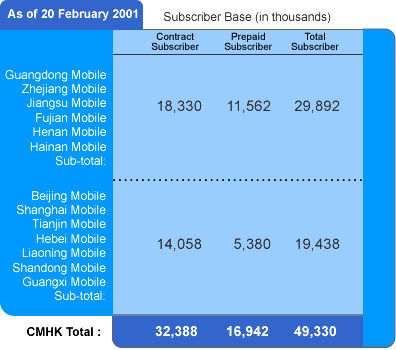 As of 20 February 2001
Subscriber Base (in thousands)
Contract Subscriber
Prepaid Subscriber
Total Subscriber
Guangdong Mobile
Zhejiang Mobile
Jiangsu Mobile
Fujian Mobile
Henan Mobile
Hainan Mobile
Sub-total:
18,330 11,562 29,892
Beijing Mobile
Shanghai Mobile
Tianjin Mobile
Hebei Mobile
Liaoning Mobile
Shandong Mobile
Guangxi Mobile
Sub-total:
14,058 5,380 19,438
CMHK Total : 32,388 16,942 49,330